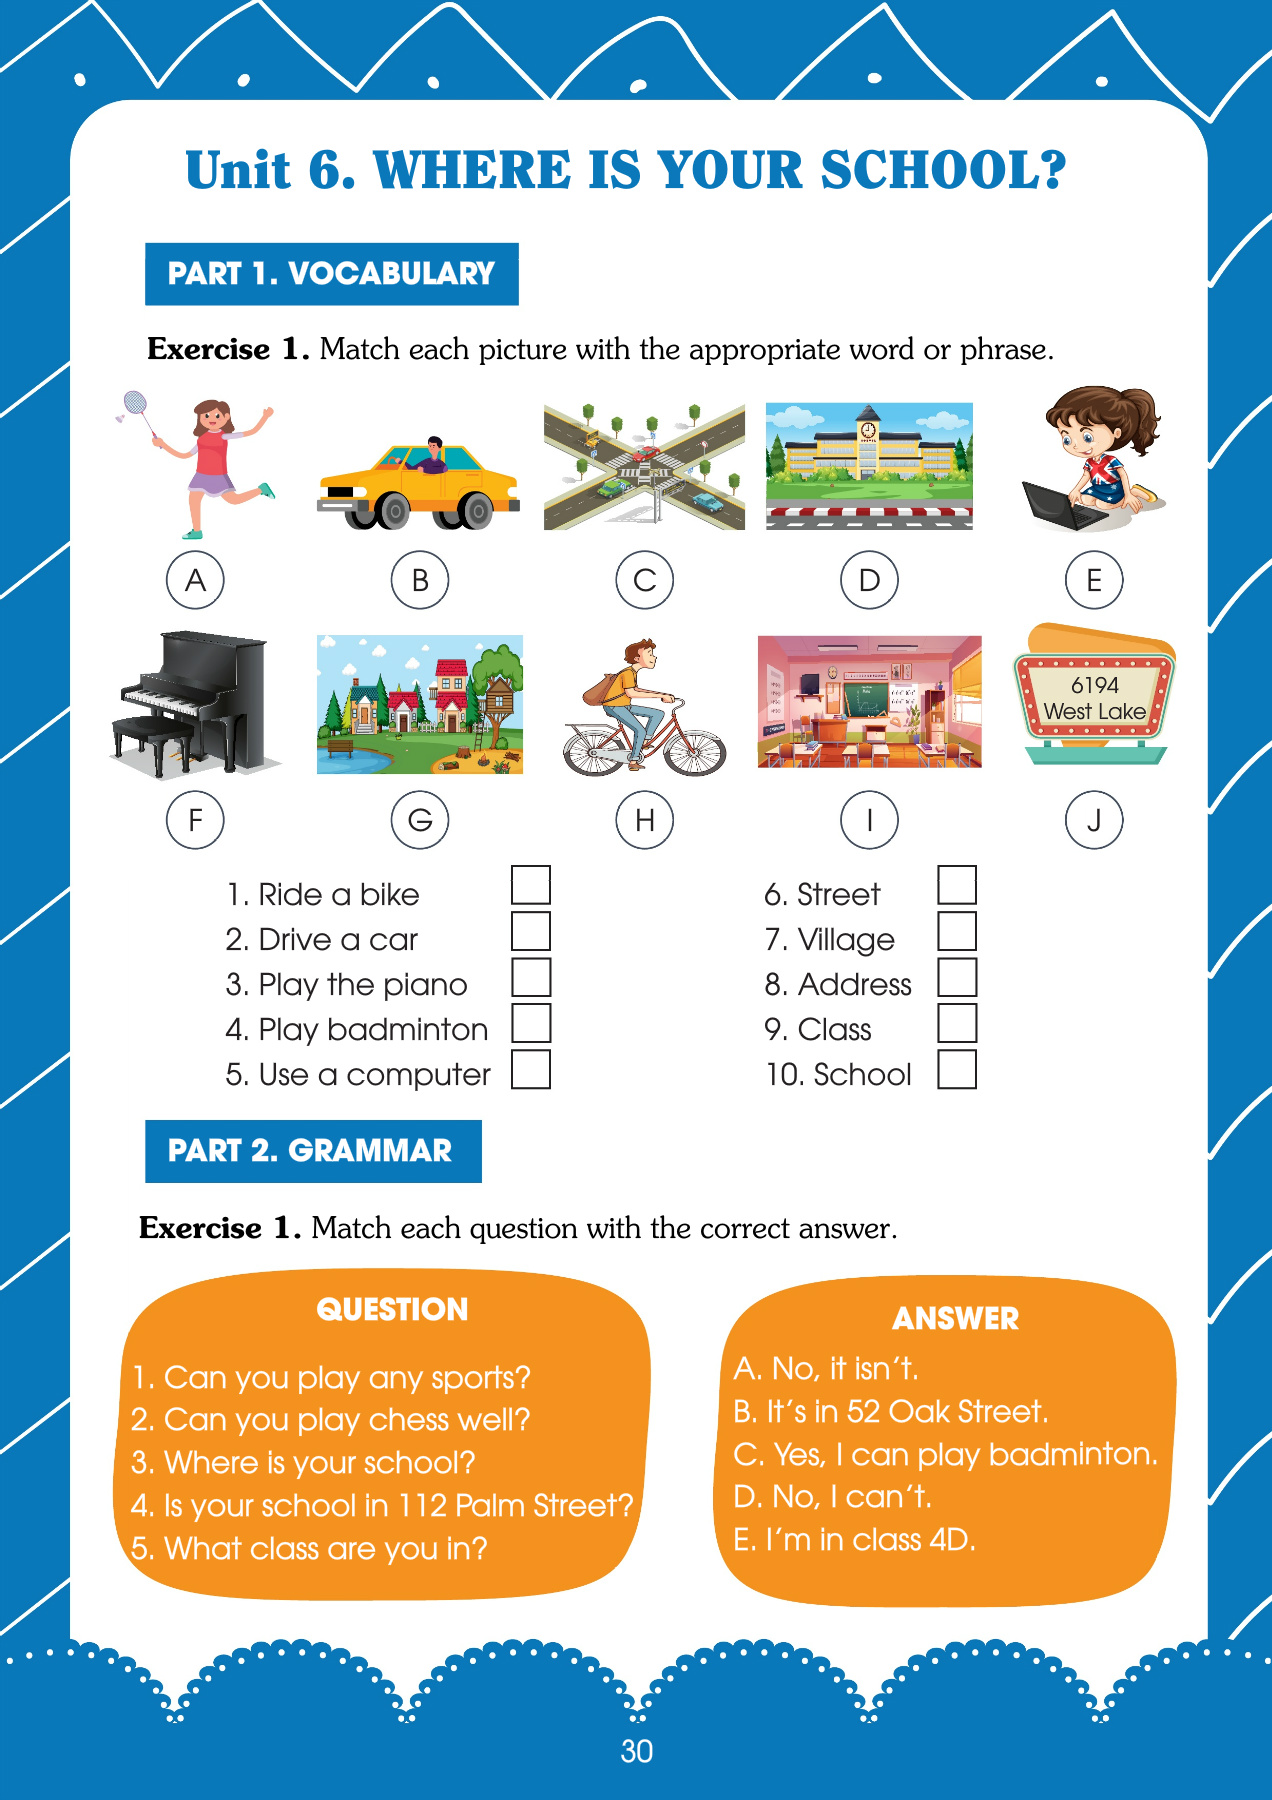 Unit 6. WHERE IS YOUR SCHOOL?
PART 1. VOCABULARY
Exercise 1. Match each picture with the appropriate word or phrase.
A
B
C
D
E
6194
West Lake
F
G
H
I
J
1. Ride a bike
2. Drive a car
3. Play the piano
4. Play badminton
5. Use a computer
6. Street
7. Village
8. Address
9. Class
10. School
PART 2. GRAMMAR
Exercise 1. Match each question with the correct answer.
QUESTION
1. Can you play any sports?
2. Can you play chess well?
3. Where is your school?
4. Is your school in 112 Palm Street?
5. What class are you in?
ANSWER
A. No, it isn't.
B. It's in 52 Oak Street.
C. Yes, I can play badminton.
D. No, I can't.
E. I'm in class 4D.
30